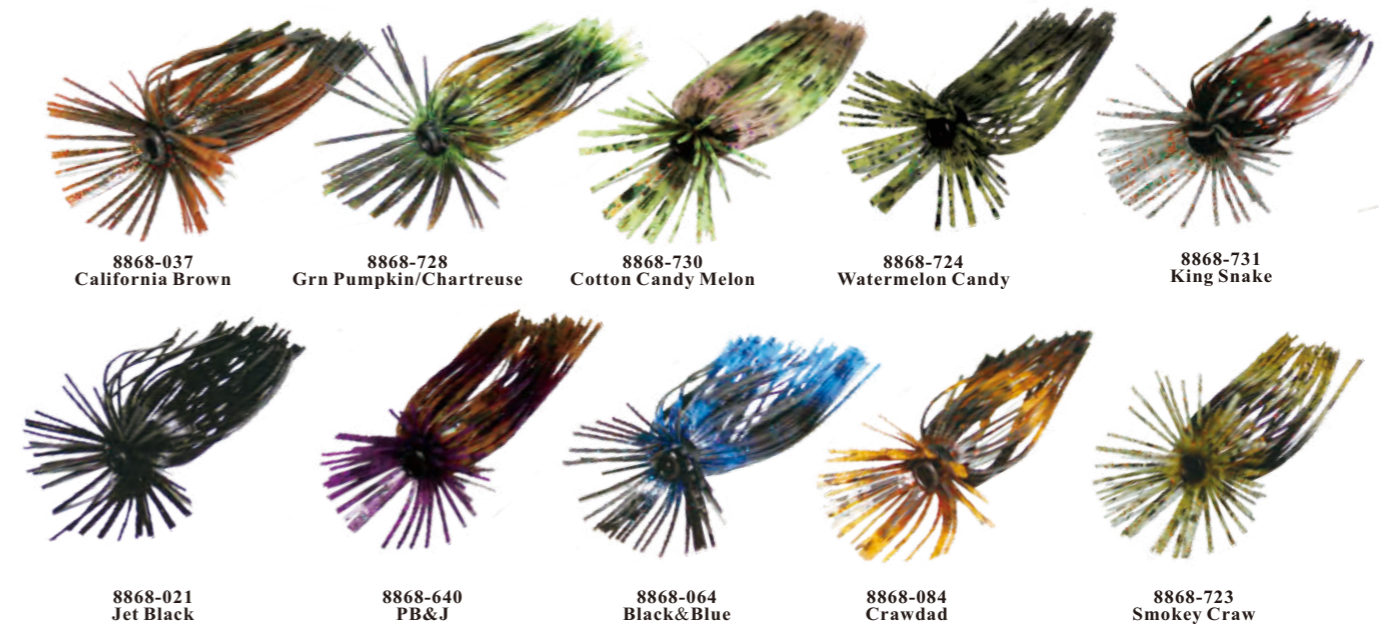 8868-037
California Brown
8868-728
Grn Pumpkin/Chartreuse
8868-730
Cotton Candy Melon
8868-724
Watermelon Candy
8868-731
King Snake
8868-021
Jet Black
8868-640
PB&J
8868-064
Black&Blue
8868-084
Crawdad
8868-723
Smokey Craw